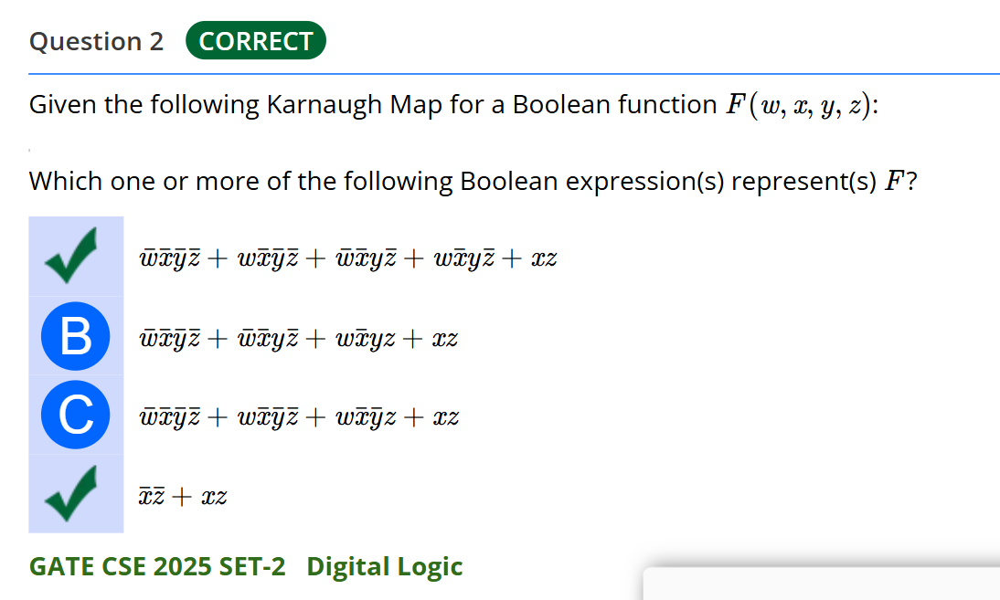 Question 2 CORRECT
Given the following Karnaugh Map for a Boolean function F(w, x, y, z):
Which one or more of the following Boolean expression(s) represent(s) F?
w̄x̄ȳz̄ + wx̄ȳz̄ + w̄x̄yz̄ + wx̄yz̄ + xz
B w̄x̄ȳz̄ + w̄x̄yz̄ + wx̄yz + xz
C w̄x̄ȳz̄ + wx̄ȳz̄ + wx̄ȳz + xz
x̄z̄ + xz
GATE CSE 2025 SET-2 Digital Logic